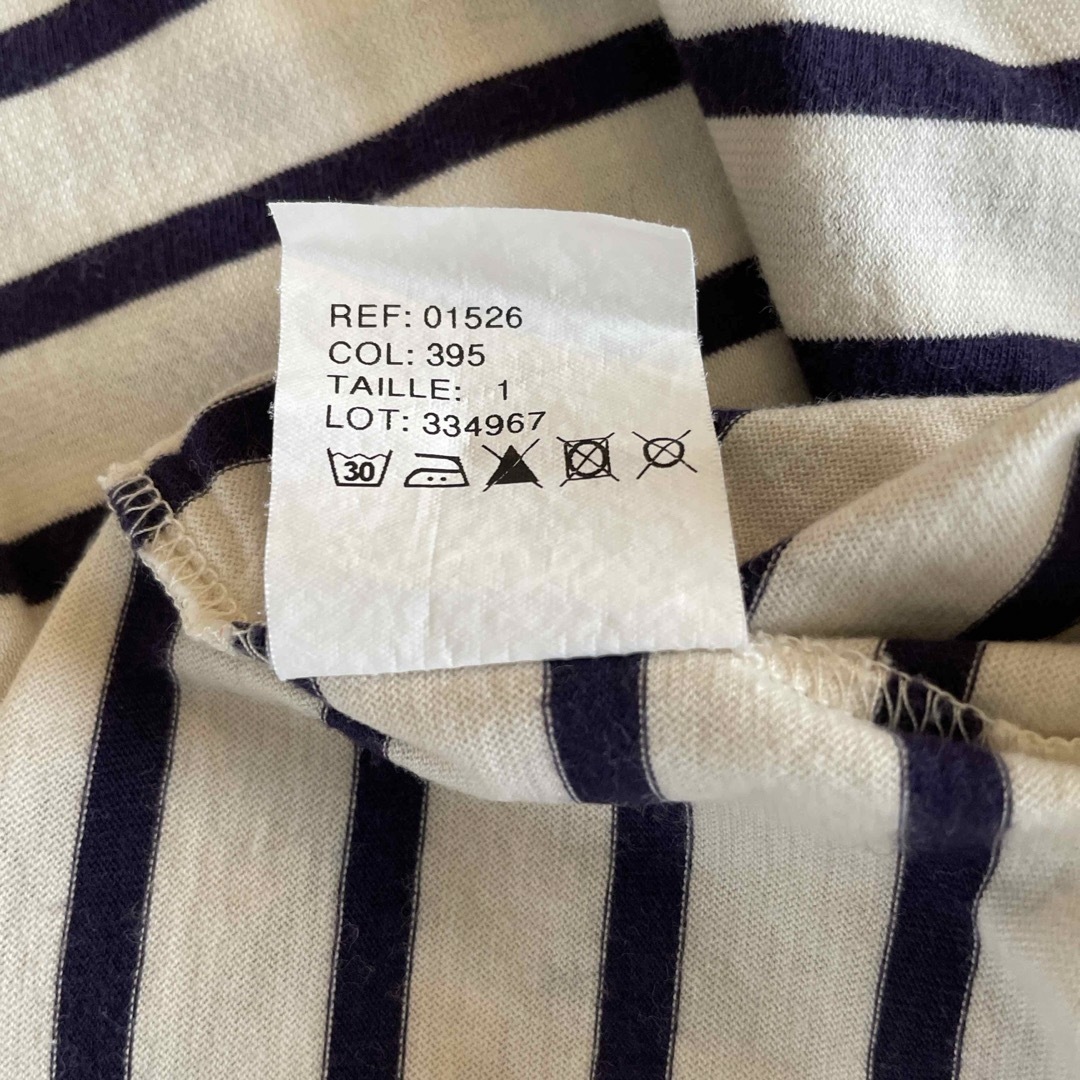 REF: 01526
COL: 395
TAILLE: 1
LOT: 334967
30